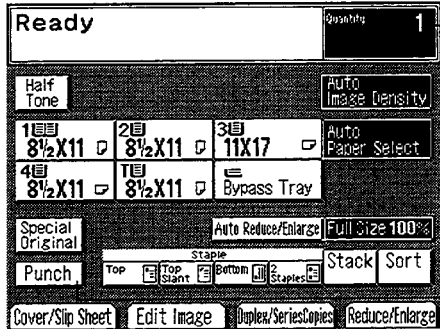 Ready
Quantity 1
Half Tone
Auto Image Density
1 8½X11
2 8½X11
3 11X17
Auto Paper Select
4 8½X11
T 8½X11
Bypass Tray
Special Original
Auto Reduce/Enlarge
Full Size 100%
Staple
Punch
Top
Top Slant
Bottom
2 Staples
Stack
Sort
Cover/Slip Sheet
Edit Image
Duplex/SeriesCopies
Reduce/Enlarge